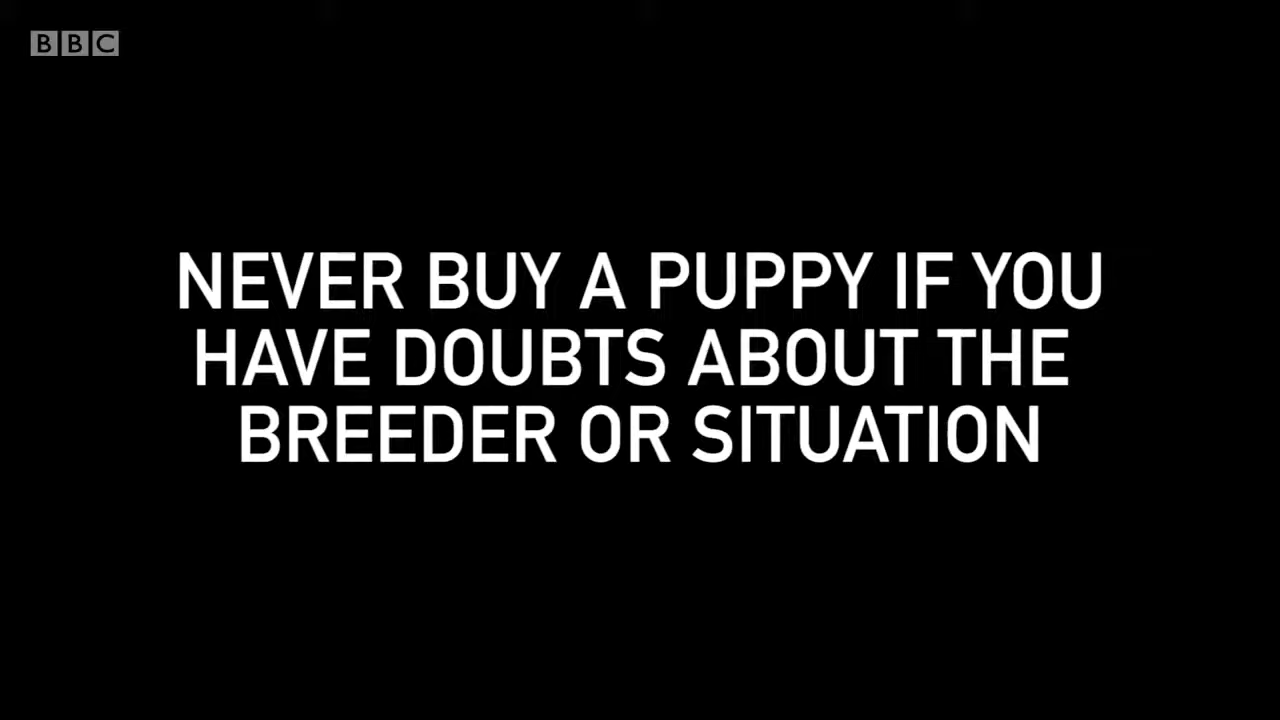 BBC
NEVER BUY A PUPPY IF YOU
HAVE DOUBTS ABOUT THE
BREEDER OR SITUATION